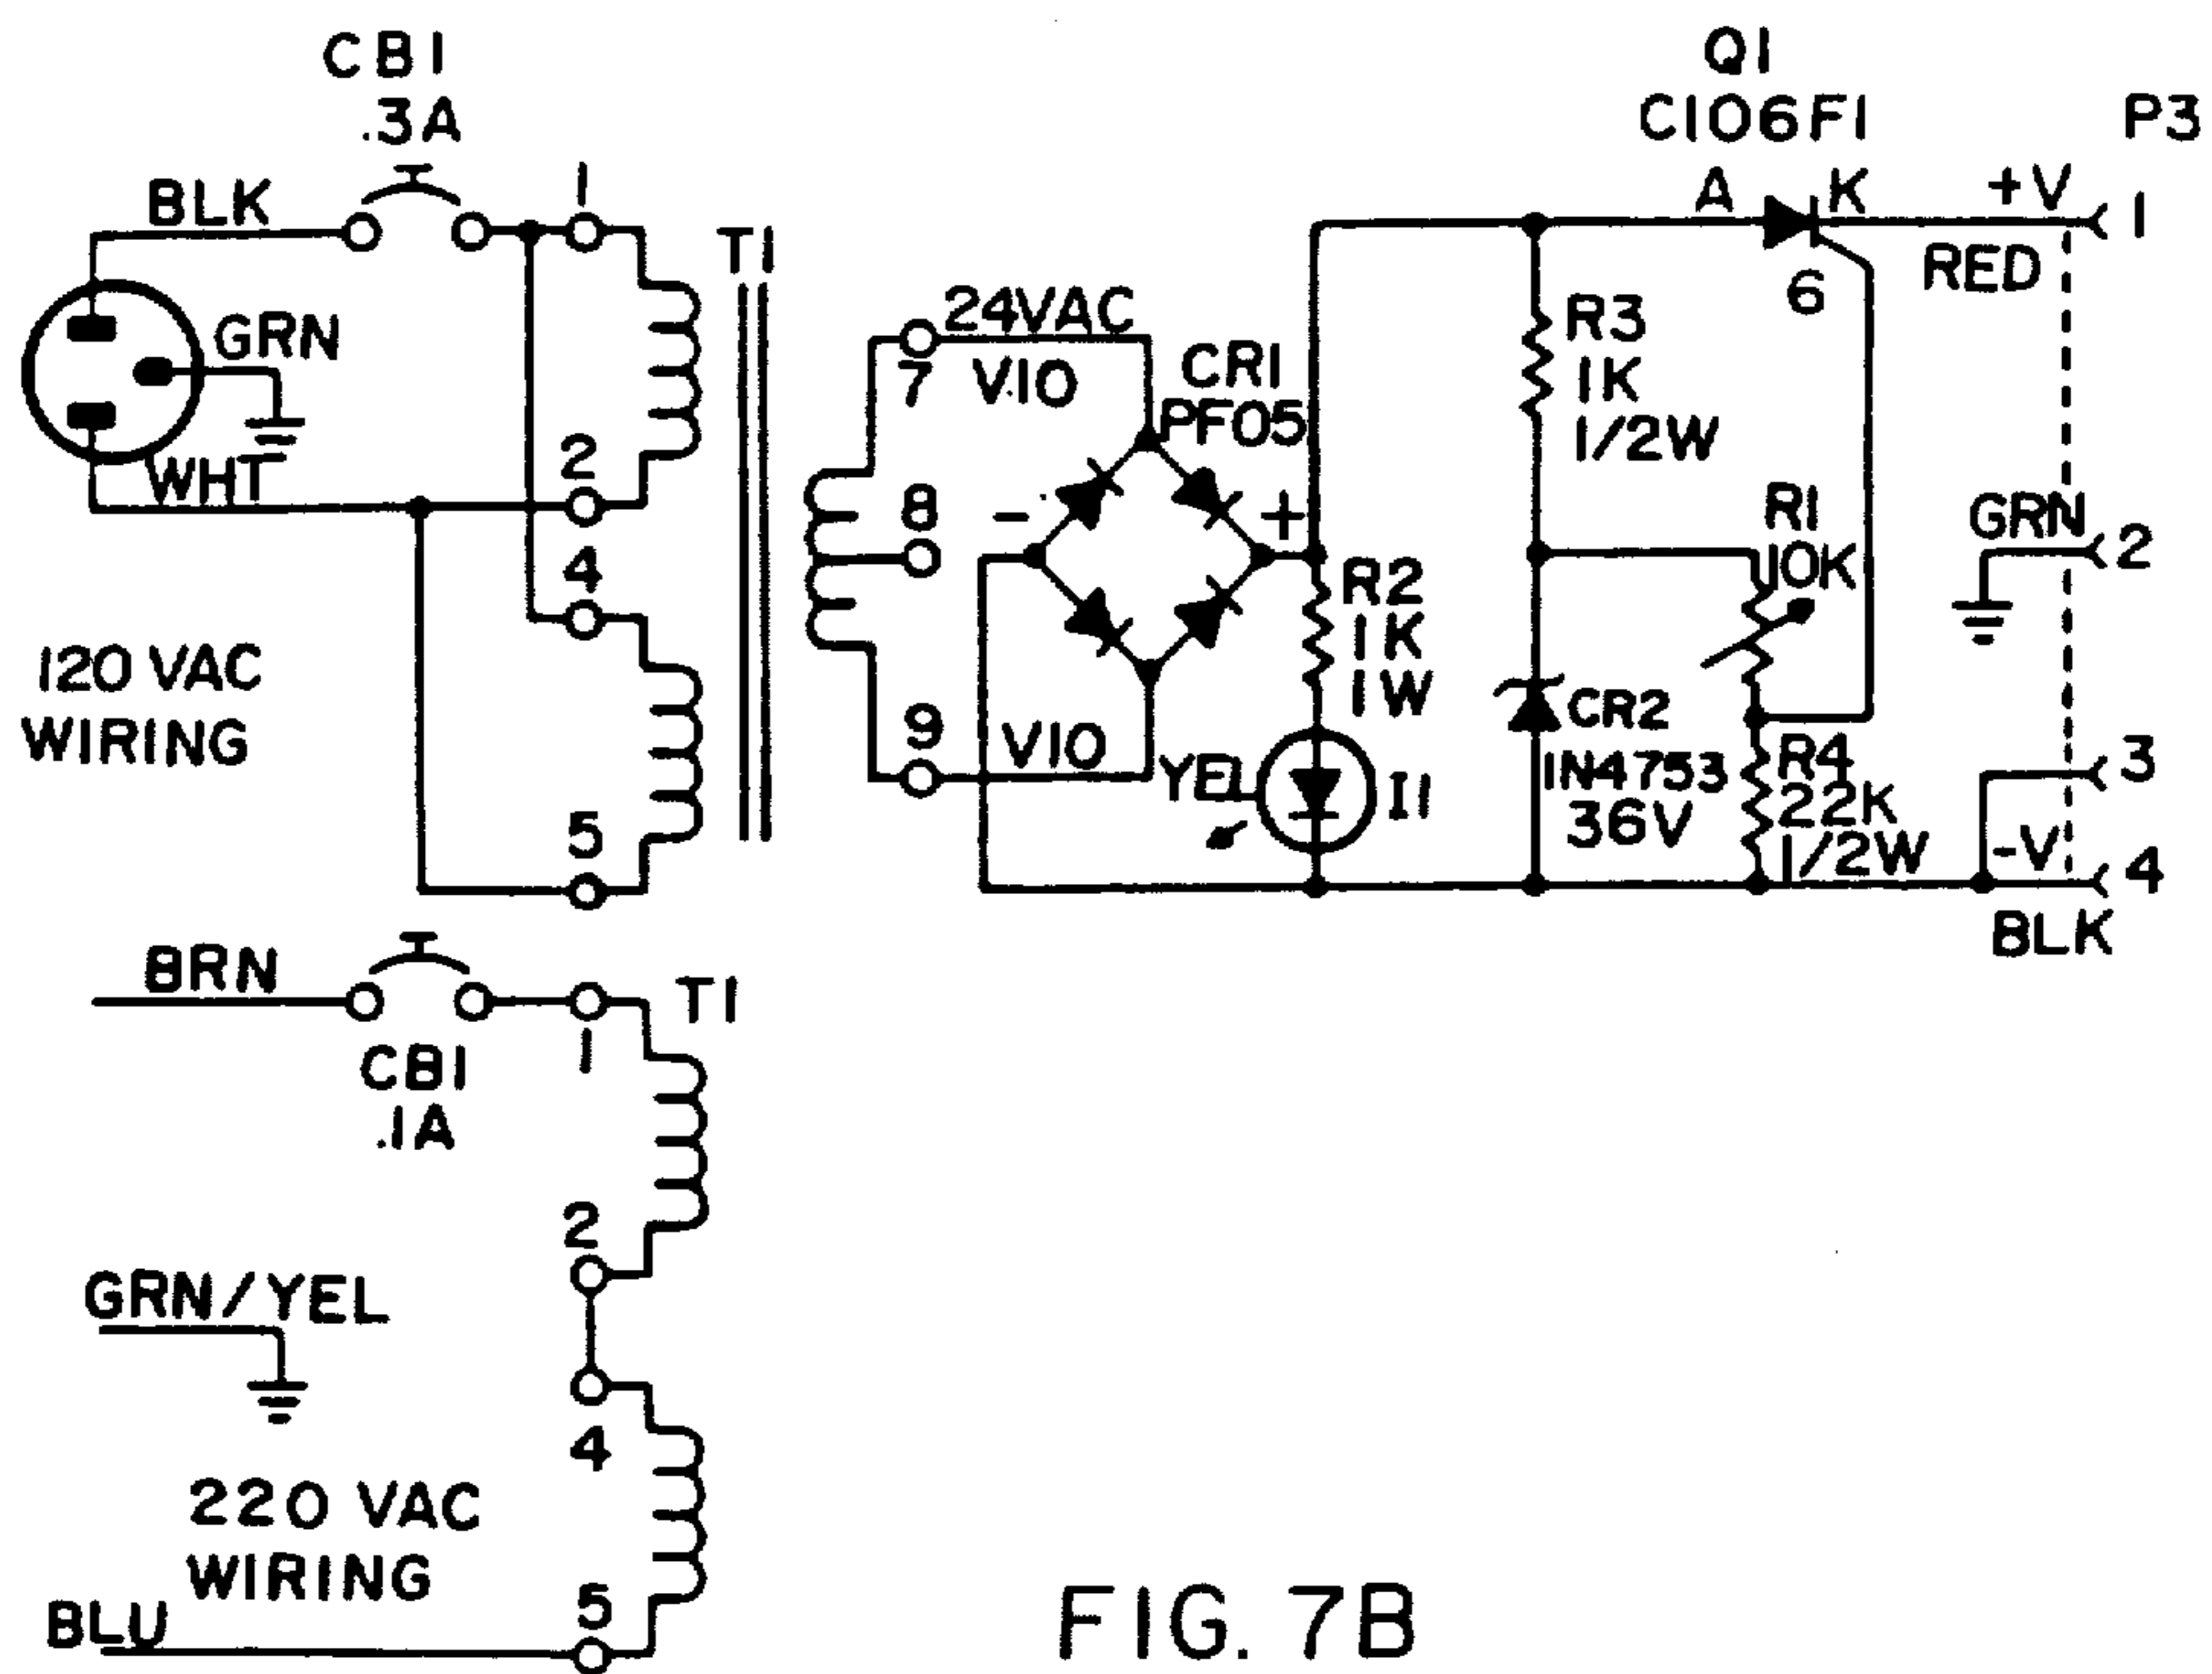 CB1
.3A
BLK
1
T1
GRN
WHT
2
4
5
120 VAC
WIRING
24VAC
7
VIO
8
9
VIO
CR1
PF05
-
+
R2
1K
1W
YEL
I1
Q1
C106F1
A
K
G
R3
1K
1/2W
R1
10K
CR2
1N4753
36V
R4
22K
1/2W
P3
+V
1
RED
GRN
2
3
-V
4
BLK
BRN
CB1
.1A
T1
1
2
GRN/YEL
4
220 VAC
WIRING
5
BLU
FIG. 7B